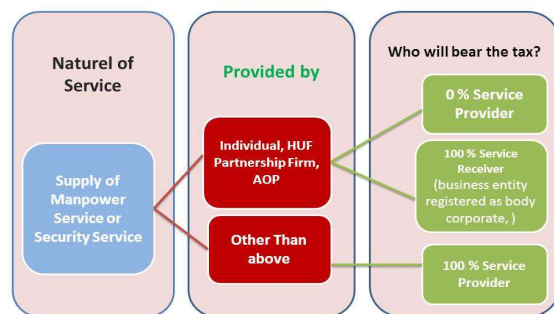 Naturel of
Service
Provided by
Who will bear the tax?
Supply of
Manpower
Service or
Security Service
Individual, HUF
Partnership Firm,
AOP
Other Than
above
0 % Service
Provider
100 % Service
Receiver
(business entity
registered as body
corporate, )
100 % Service
Provider